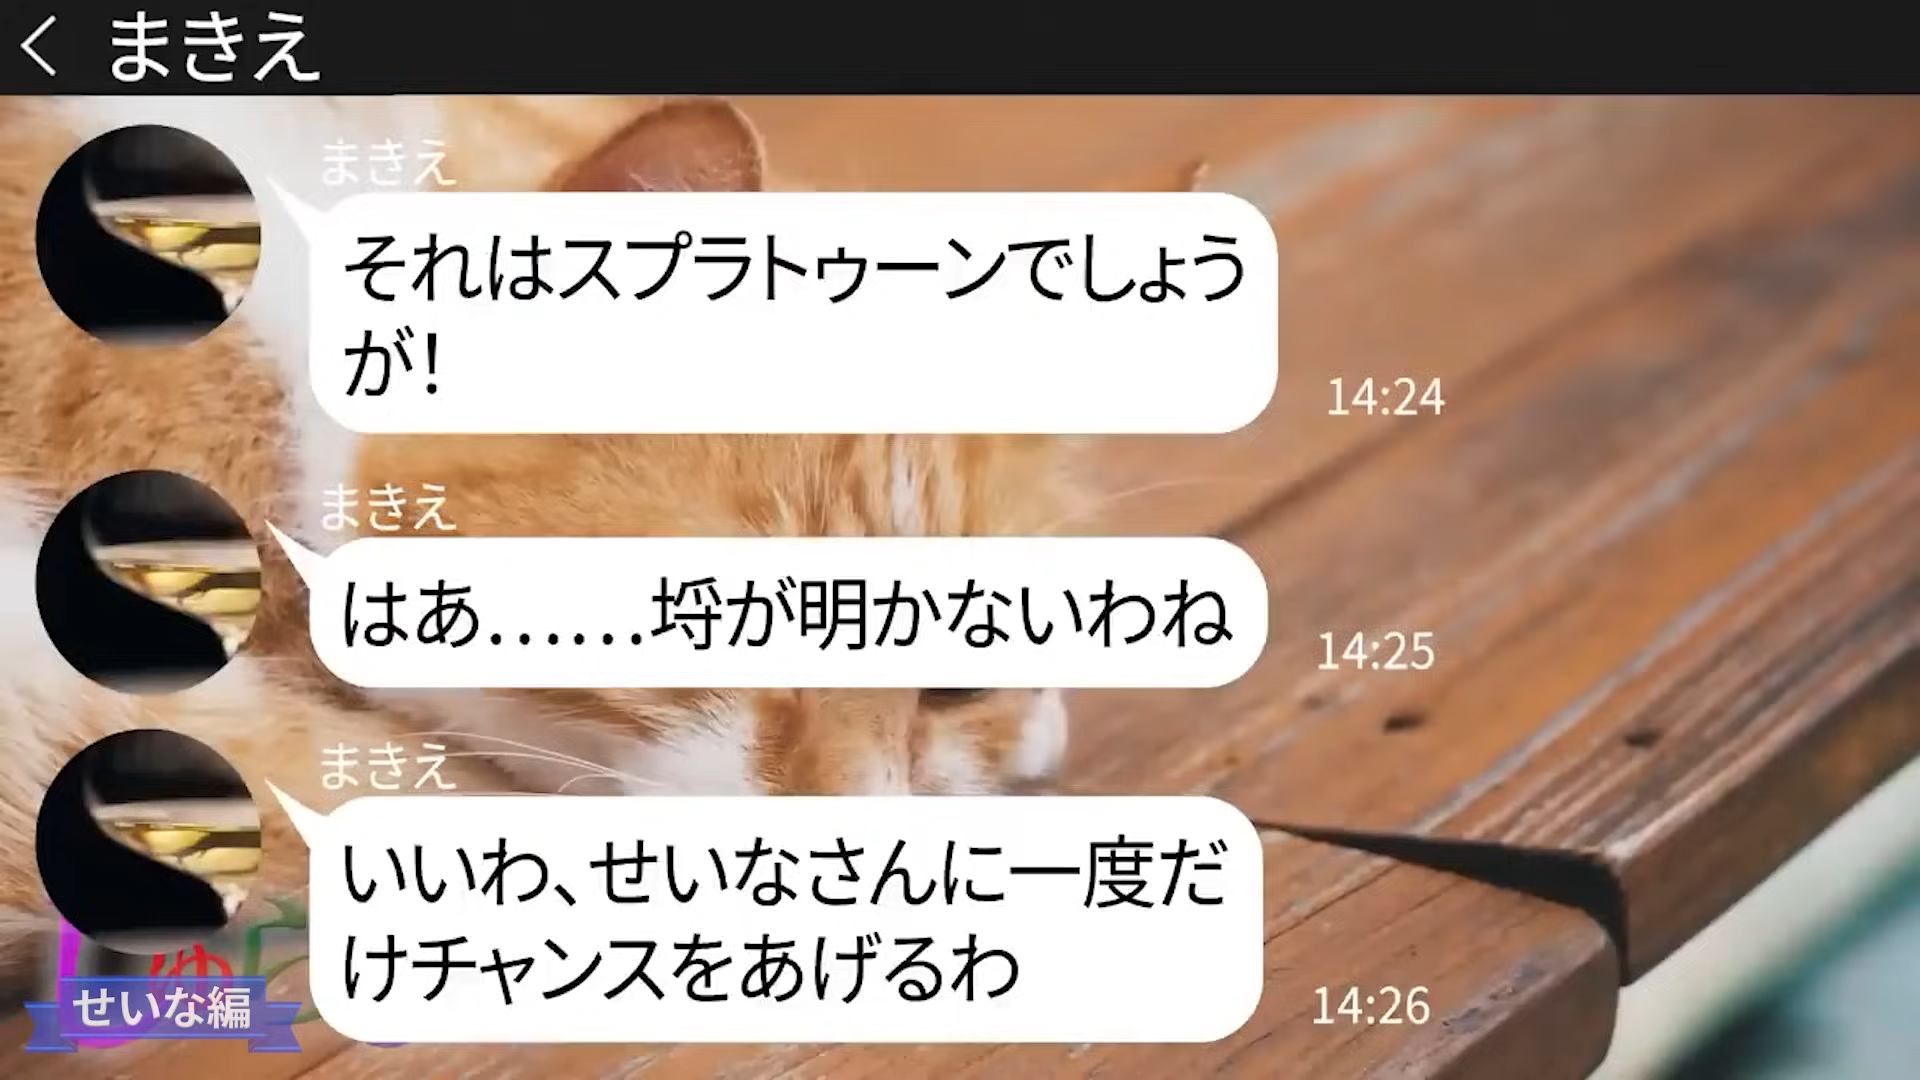 まきえ
まきえ
それはスプラトゥーンでしょう
が!
14:24
まきえ
はあ……埒が明かないわね
14:25
まきえ
いいわ、せいなさんに一度だ
けチャンスをあげるわ
14:26
せいな編